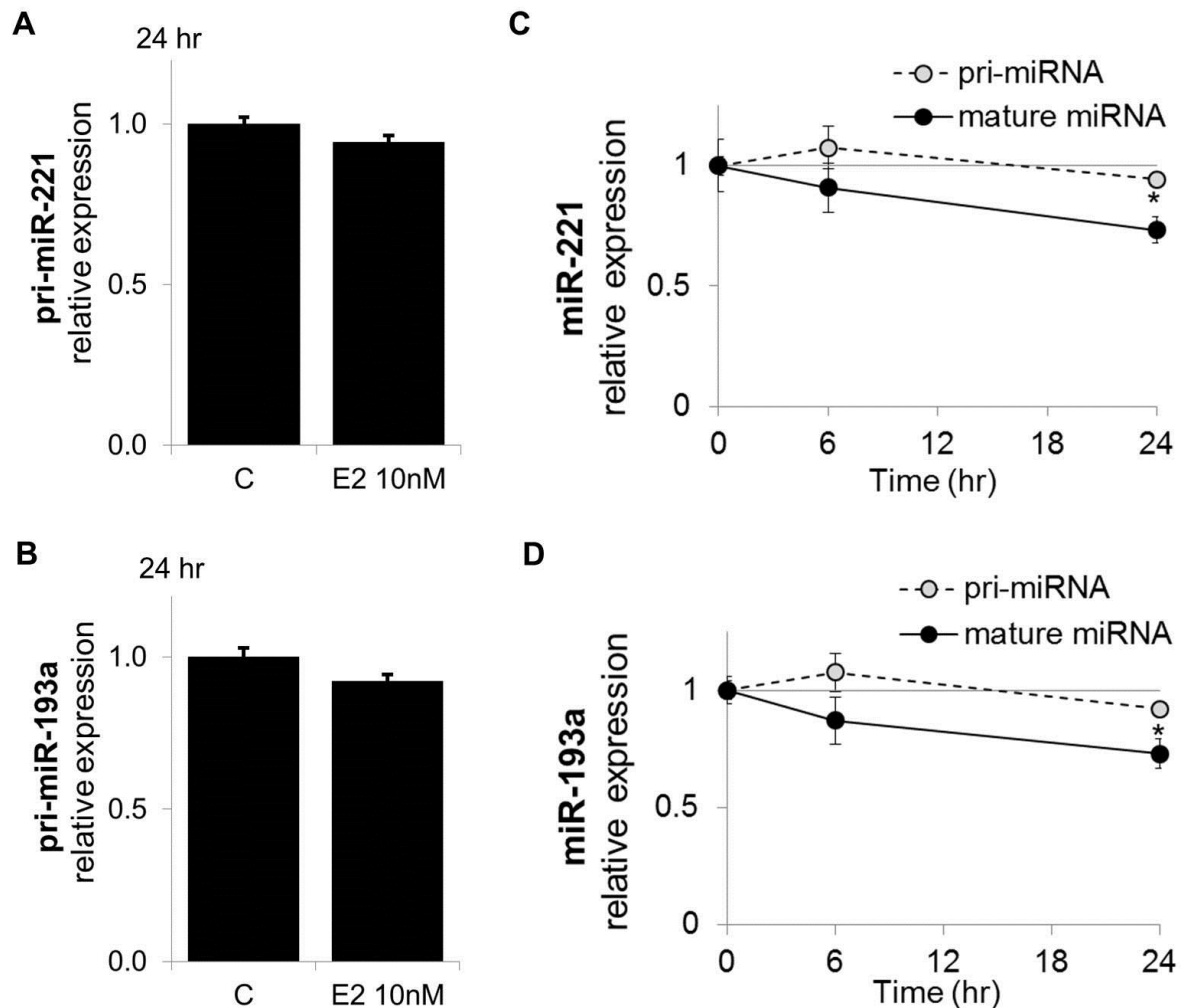 A
24 hr
pri-miR-221
relative expression
1.0
0.5
0.0
C
E2 10nM
C
pri-miRNA
mature miRNA
miR-221
relative expression
1
0.5
0
*
0
6
12
18
24
Time (hr)
B
24 hr
pri-miR-193a
relative expression
1.0
0.5
0.0
C
E2 10nM
D
pri-miRNA
mature miRNA
miR-193a
relative expression
1
0.5
0
*
0
6
12
18
24
Time (hr)